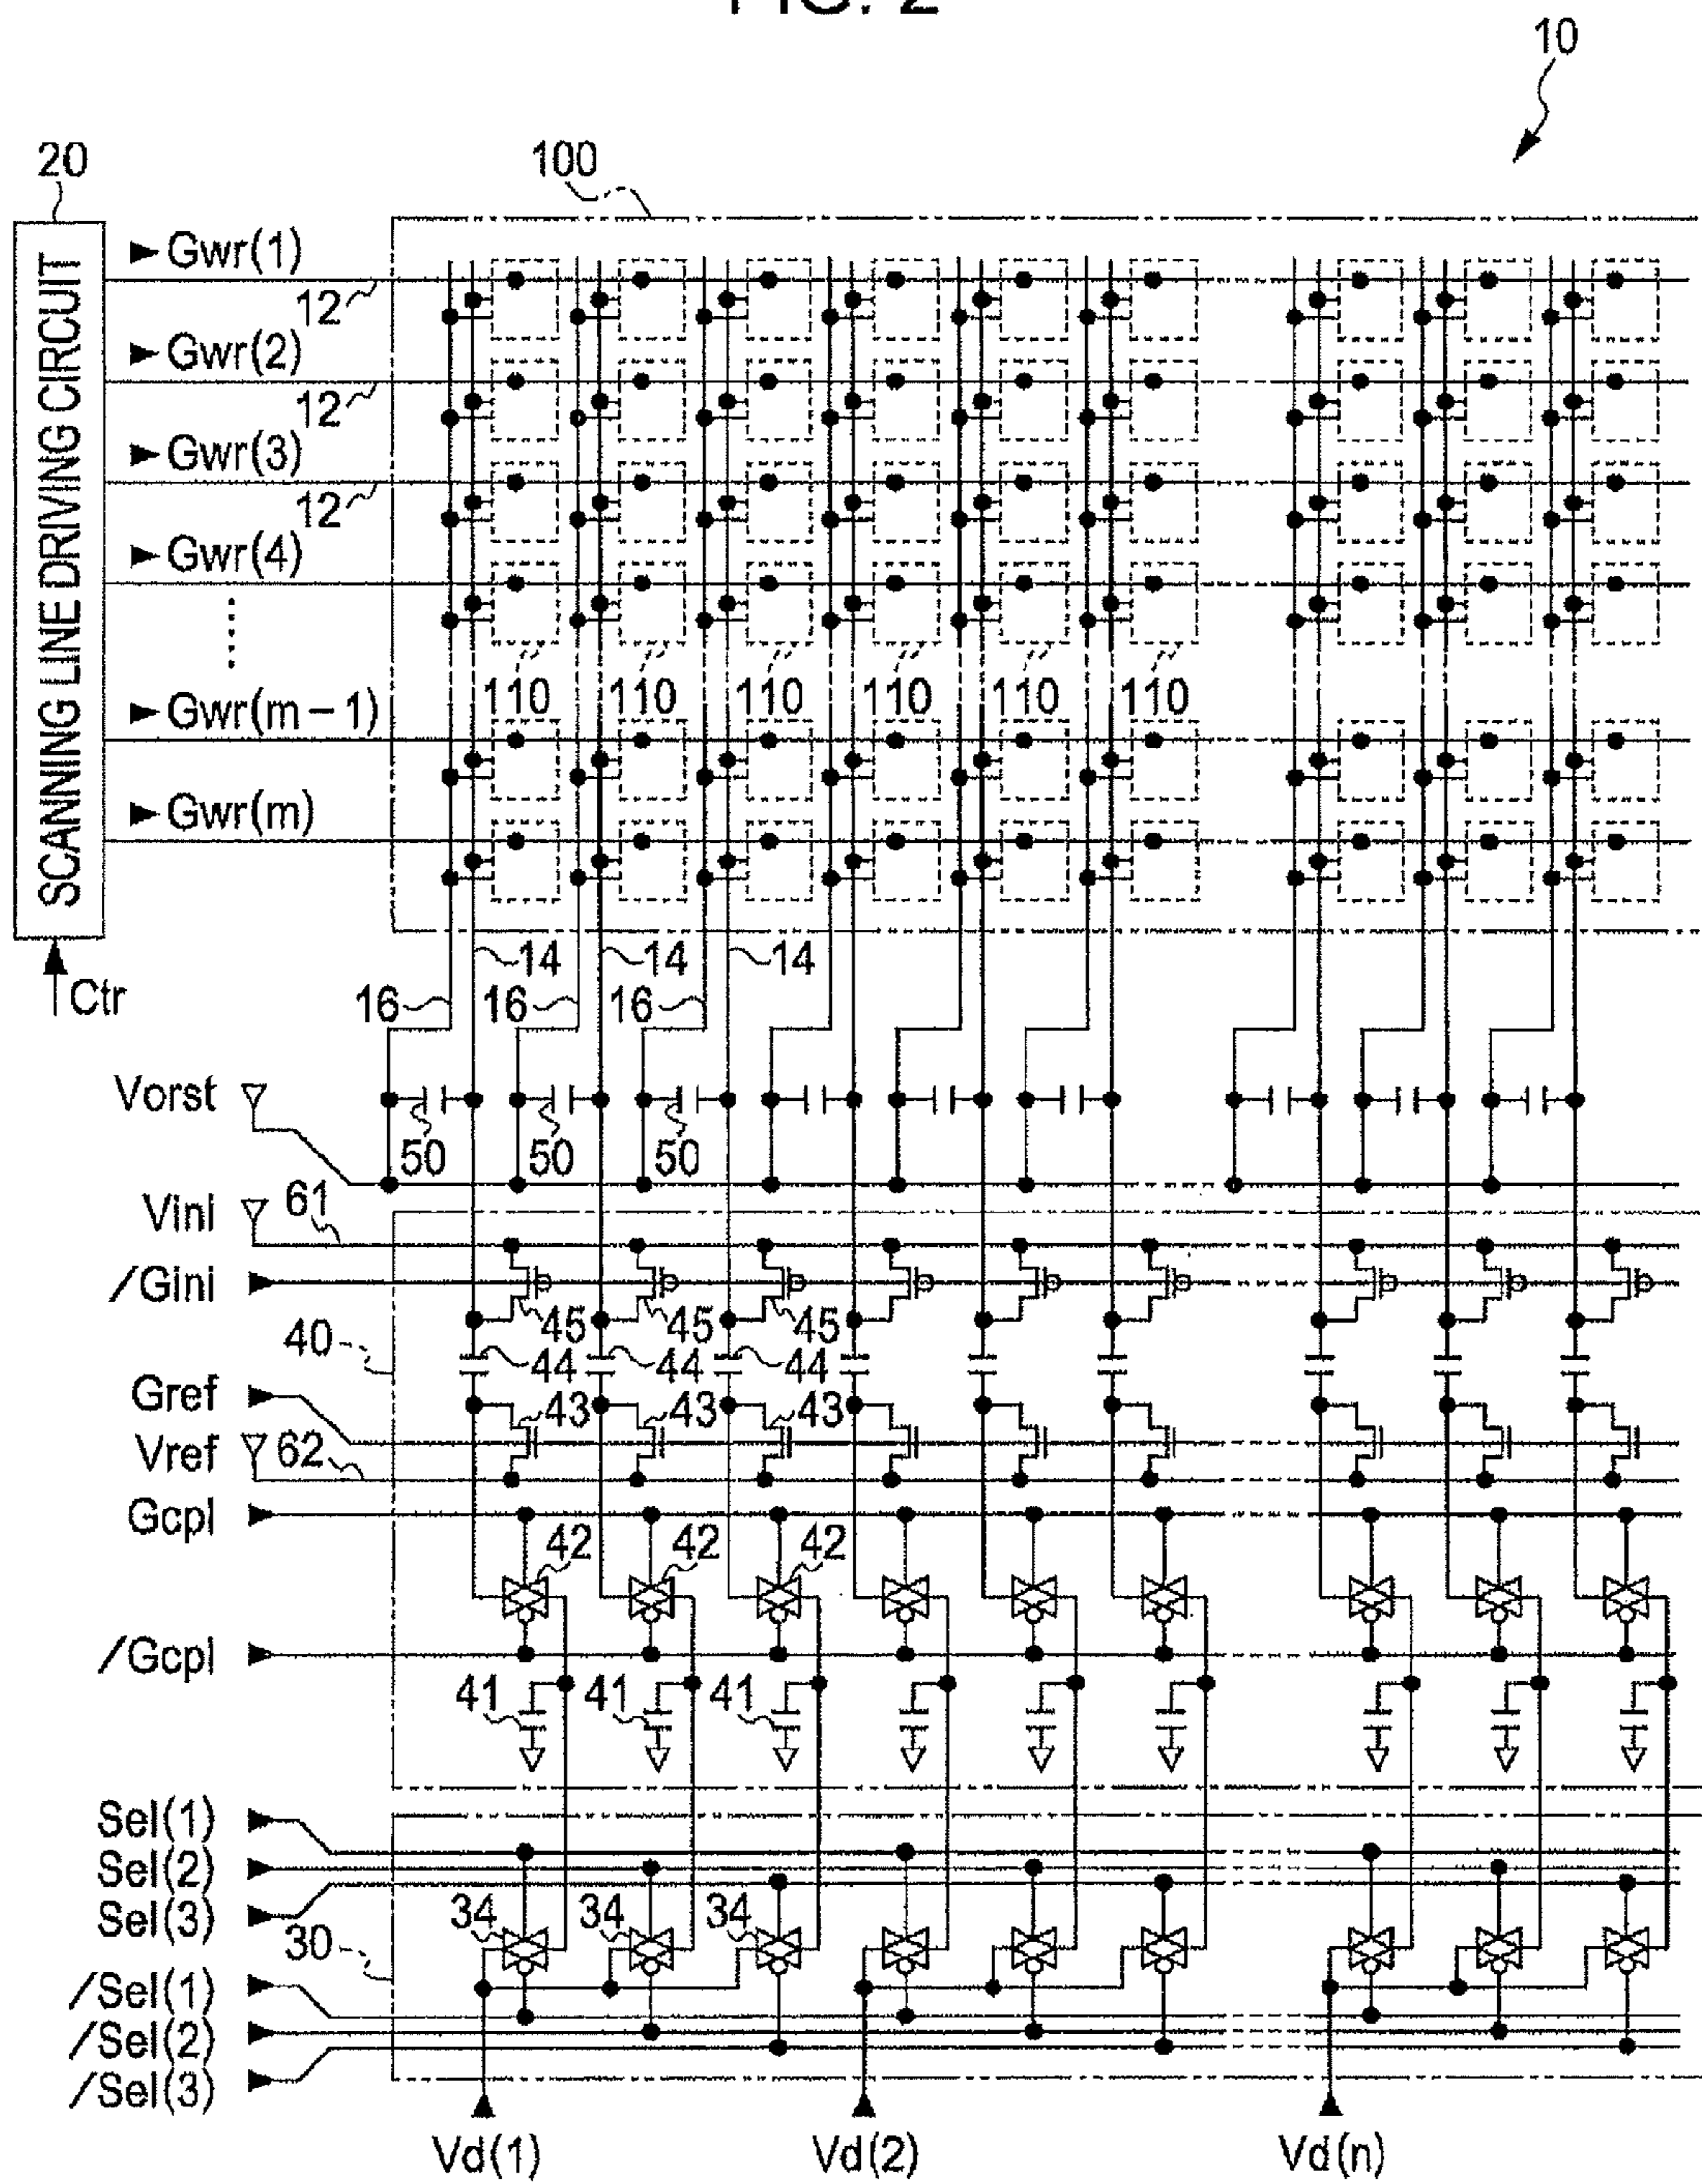 FIG. 2
10
20
100
SCANNING LINE DRIVING CIRCUIT
Gwr(1)
12
Gwr(2)
12
Gwr(3)
12
Gwr(4)
110 110 110 110 110 110
Gwr(m-1)
Gwr(m)
Ctr
14 14 14
16 16 16
Vorst
50 50 50
Vini 61
/Gini
45 45 45
40
44 44 44
Gref
43 43 43
Vref 62
Gcpl
42 42 42
/Gcpl
41 41 41
Sel(1)
Sel(2)
Sel(3)
34 34 34
30
/Sel(1)
/Sel(2)
/Sel(3)
Vd(1) Vd(2) Vd(n)